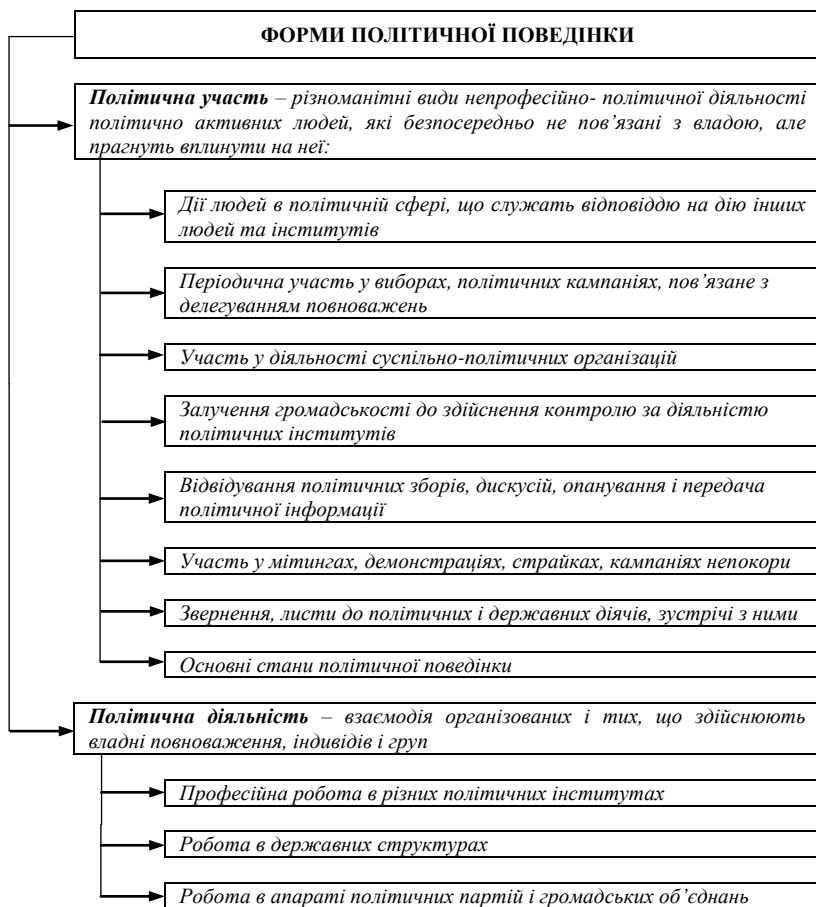 ФОРМИ ПОЛІТИЧНОЇ ПОВЕДІНКИ
Політична участь – різноманітні види непрофесійно- політичної діяльності
політично активних людей, які безпосередньо не пов’язані з владою, але
прагнуть вплинути на неї:
Дії людей в політичній сфері, що служать відповіддю на дію інших
людей та інститутів
Періодична участь у виборах, політичних кампаніях, пов’язане з
делегуванням повноважень
Участь у діяльності суспільно-політичних організацій
Залучення громадськості до здійснення контролю за діяльністю
політичних інститутів
Відвідування політичних зборів, дискусій, опанування і передача
політичної інформації
Участь у мітингах, демонстраціях, страйках, кампаніях непокори
Звернення, листи до політичних і державних діячів, зустрічі з ними
Основні стани політичної поведінки
Політична діяльність – взаємодія організованих і тих, що здійснюють
владні повноваження, індивідів і груп
Професійна робота в різних політичних інститутах
Робота в державних структурах
Робота в апараті політичних партій і громадських об’єднань